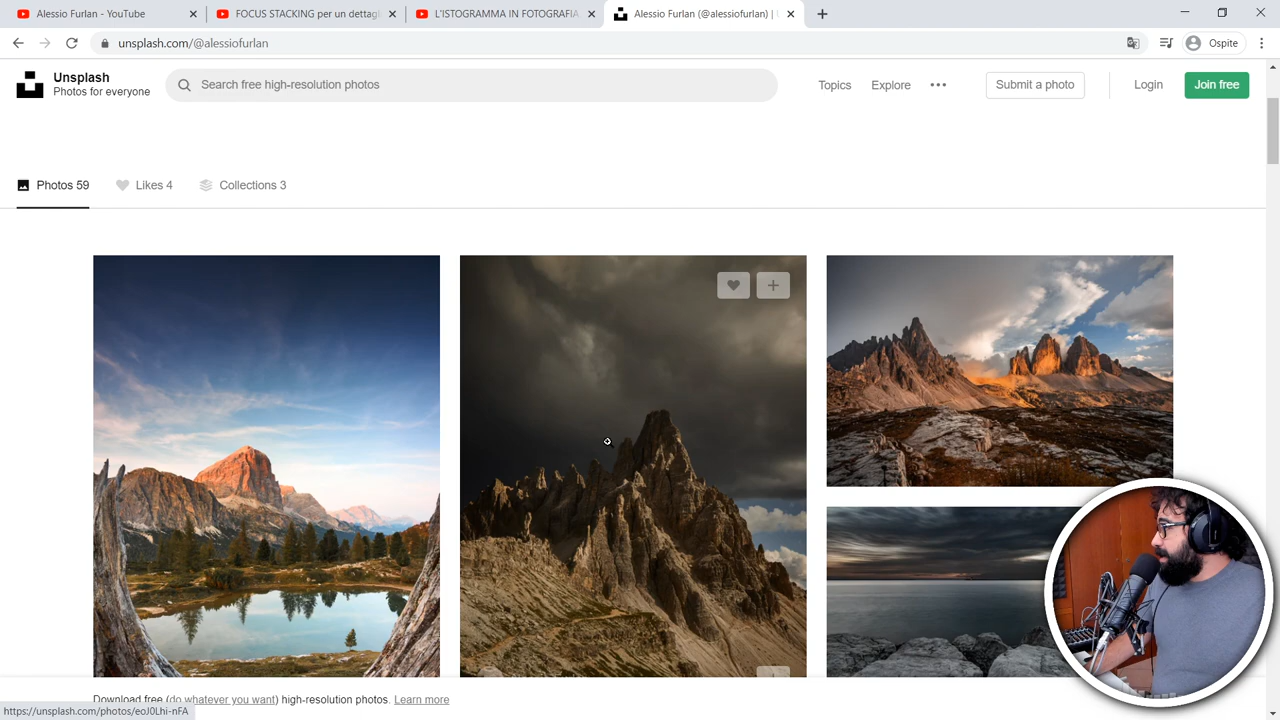 Alessio Furlan - YouTube
FOCUS STACKING per un dettagl
L'ISTOGRAMMA IN FOTOGRAFIA
Alessio Furlan (@alessiofurlan) | U
unsplash.com/@alessiofurlan
Ospite
Unsplash
Photos for everyone
Search free high-resolution photos
Topics
Explore
Submit a photo
Login
Join free
Photos 59
Likes 4
Collections 3
Download free (do whatever you want) high-resolution photos. Learn more
https://unsplash.com/photos/eoJ0Lhi-nFA